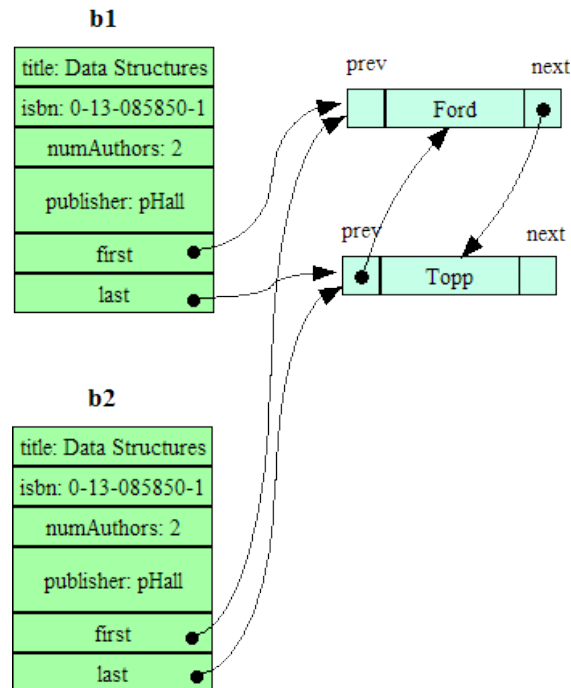 b1
title: Data Structures
isbn: 0-13-085850-1
numAuthors: 2
publisher: pHall
first
last
prev
next
Ford
prev
next
Topp
b2
title: Data Structures
isbn: 0-13-085850-1
numAuthors: 2
publisher: pHall
first
last